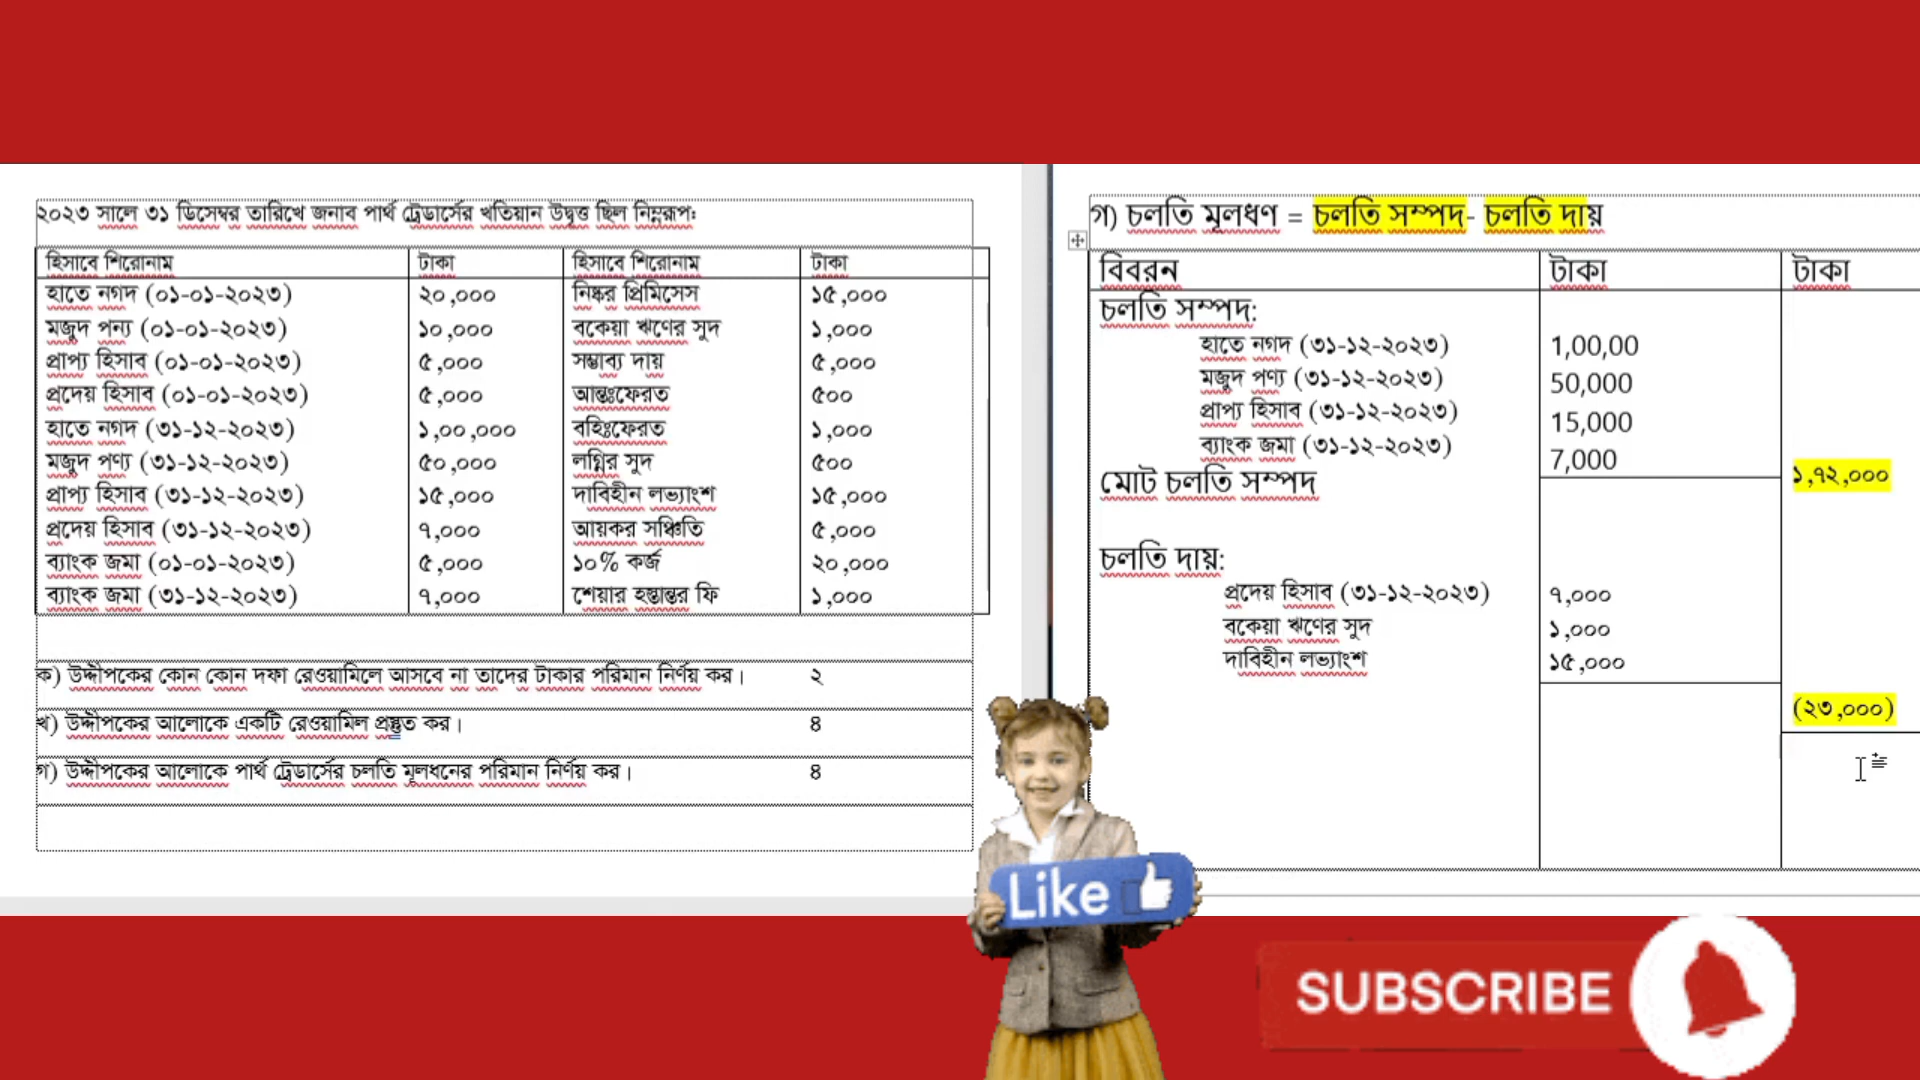 ২০২৩ সালে ৩১ ডিসেম্বর তারিখে জনাব পার্থ ট্রেডার্সের খতিয়ান উদ্বৃত্ত ছিল নিম্নরূপঃ
হিসাবে শিরোনাম টাকা হিসাবে শিরোনাম টাকা
হাতে নগদ (০১-০১-২০২৩) ২০,০০০ নিষ্কর প্রিমিসেস ১৫,০০০
মজুদ পন্য (০১-০১-২০২৩) ১০,০০০ বকেয়া ঋণের সুদ ১,০০০
প্রাপ্য হিসাব (০১-০১-২০২৩) ৫,০০০ সম্ভাব্য দায় ৫,০০০
প্রদেয় হিসাব (০১-০১-২০২৩) ৫,০০০ আন্তঃফেরত ৫০০
হাতে নগদ (৩১-১২-২০২৩) ১,০০,০০০ বহিঃফেরত ১,০০০
মজুদ পণ্য (৩১-১২-২০২৩) ৫০,০০০ লগ্নির সুদ ৫০০
প্রাপ্য হিসাব (৩১-১২-২০২৩) ১৫,০০০ দাবিহীন লভ্যাংশ ১৫,০০০
প্রদেয় হিসাব (৩১-১২-২০২৩) ৭,০০০ আয়কর সঞ্চিতি ৫,০০০
ব্যাংক জমা (০১-০১-২০২৩) ৫,০০০ ১০% কর্জ ২০,০০০
ব্যাংক জমা (৩১-১২-২০২৩) ৭,০০০ শেয়ার হস্তান্তর ফি ১,০০০
ক) উদ্দীপকের কোন কোন দফা রেওয়ামিলে আসবে না তাদের টাকার পরিমান নির্ণয় কর। ২
খ) উদ্দীপকের আলোকে একটি রেওয়ামিল প্রস্তুত কর। ৪
গ) উদ্দীপকের আলোকে পার্থ ট্রেডার্সের চলতি মূলধনের পরিমান নির্ণয় কর। ৪
গ) চলতি মূলধণ = চলতি সম্পদ- চলতি দায়
বিবরন টাকা টাকা
চলতি সম্পদ:
হাতে নগদ (৩১-১২-২০২৩) 1,00,00
মজুদ পণ্য (৩১-১২-২০২৩) 50,000
প্রাপ্য হিসাব (৩১-১২-২০২৩) 15,000
ব্যাংক জমা (৩১-১২-২০২৩) 7,000
মোট চলতি সম্পদ ১,৭২,০০০
চলতি দায়:
প্রদেয় হিসাব (৩১-১২-২০২৩) ৭,০০০
বকেয়া ঋণের সুদ ১,০০০
দাবিহীন লভ্যাংশ ১৫,০০০
(২৩,০০০)
Like
SUBSCRIBE